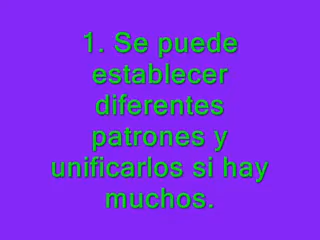 1. Se puede
establecer
diferentes
patrones y
unificarlos si hay
muchos.